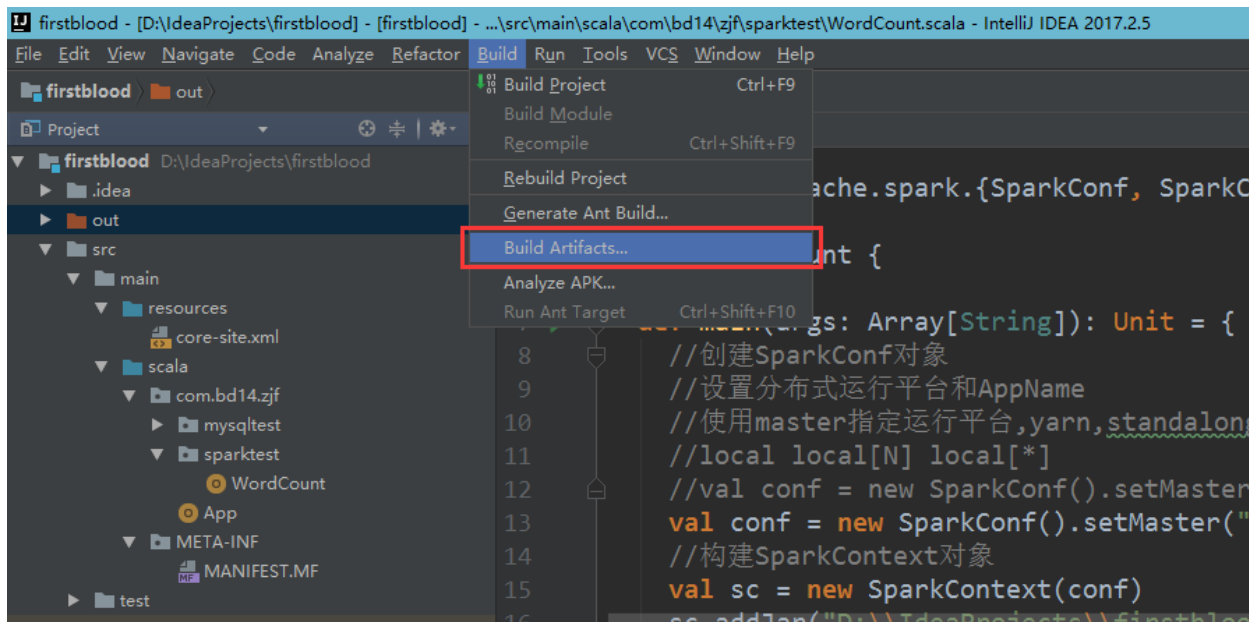 firstblood - [D:\IdeaProjects\firstblood] - [firstblood] - ...\src\main\scala\com\bd14\zjf\sparktest\WordCount.scala - IntelliJ IDEA 2017.2.5
File Edit View Navigate Code Analyze Refactor Build Run Tools VCS Window Help
firstblood out
Project
firstblood D:\IdeaProjects\firstblood
.idea
out
src
main
resources
core-site.xml
scala
com.bd14.zjf
mysqltest
sparktest
WordCount
App
META-INF
MANIFEST.MF
test
Build Project Ctrl+F9
Build Module
Recompile Ctrl+Shift+F9
Rebuild Project
Generate Ant Build...
Build Artifacts...
Analyze APK...
Run Ant Target Ctrl+Shift+F10
ache.spark.{SparkConf, SparkC
unt {
def main(args: Array[String]): Unit = {
8 //创建SparkConf对象
9 //设置分布式运行平台和AppName
10 //使用master指定运行平台,yarn,standalong
11 //local local[N] local[*]
12 //val conf = new SparkConf().setMaster
13 val conf = new SparkConf().setMaster("
14 //构建SparkContext对象
15 val sc = new SparkContext(conf)
16 sc.addJar("D:\\IdeaProjects\\firstbloo